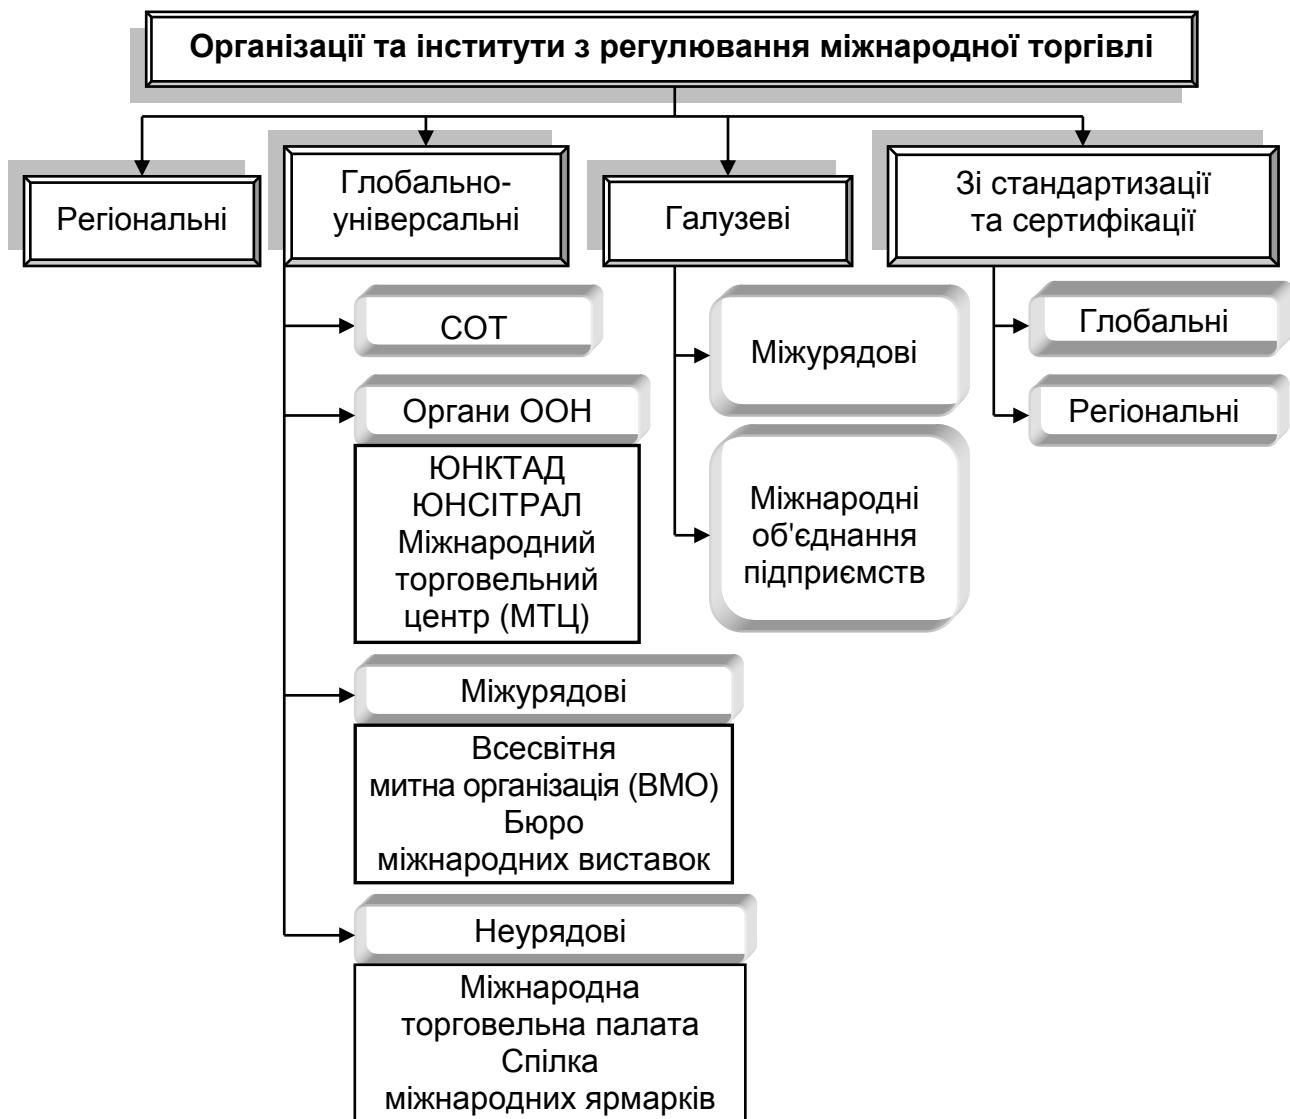 Організації та інститути з регулювання міжнародної торгівлі
Регіональні
Глобально-
універсальні
Галузеві
Зі стандартизації
та сертифікації
СОТ
Органи ООН
ЮНКТАД
ЮНСІТРАЛ
Міжнародний
торговельний
центр (МТЦ)
Міжурядові
Всесвітня
митна організація (ВМО)
Бюро
міжнародних виставок
Неурядові
Міжнародна
торговельна палата
Спілка
міжнародних ярмарків
Міжурядові
Міжнародні
об'єднання
підприємств
Глобальні
Регіональні